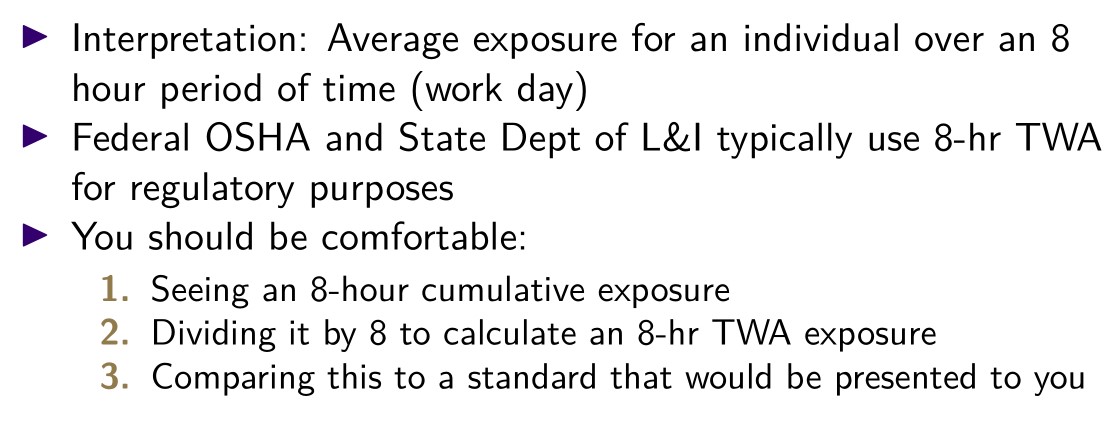 ▶ Interpretation: Average exposure for an individual over an 8
hour period of time (work day)
▶ Federal OSHA and State Dept of L&I typically use 8-hr TWA
for regulatory purposes
▶ You should be comfortable:
1. Seeing an 8-hour cumulative exposure
2. Dividing it by 8 to calculate an 8-hr TWA exposure
3. Comparing this to a standard that would be presented to you